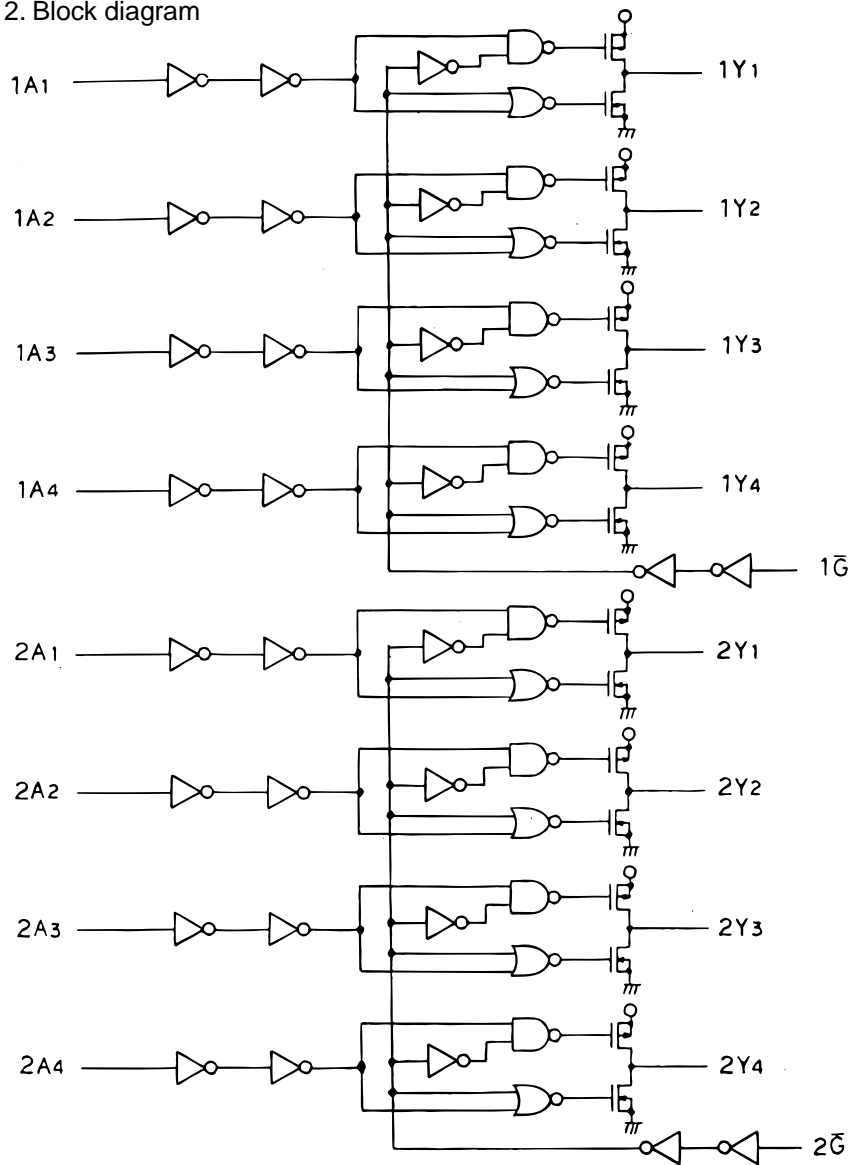 2. Block diagram
1A1 1Y1
1A2 1Y2
1A3 1Y3
1A4 1Y4
1G̅
2A1 2Y1
2A2 2Y2
2A3 2Y3
2A4 2Y4
2G̅